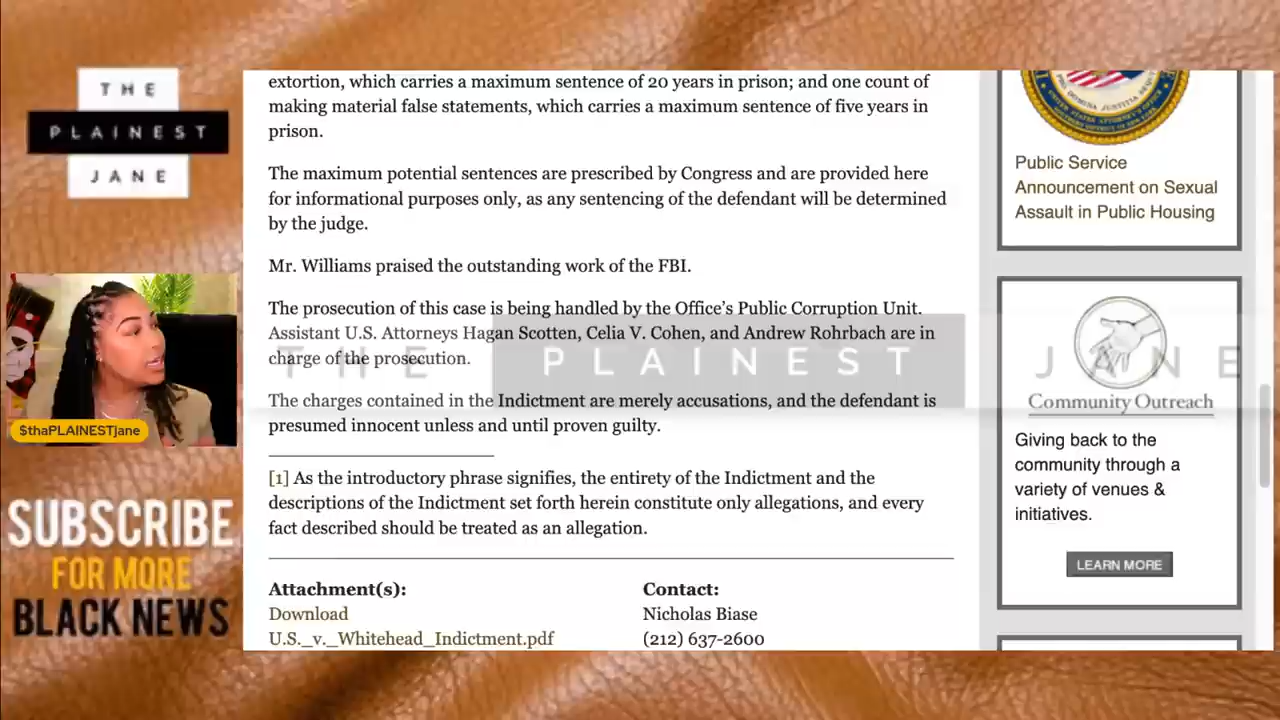 THE
PLAINEST
JANE
extortion, which carries a maximum sentence of 20 years in prison; and one count of
making material false statements, which carries a maximum sentence of five years in
prison.
The maximum potential sentences are prescribed by Congress and are provided here
for informational purposes only, as any sentencing of the defendant will be determined
by the judge.
Mr. Williams praised the outstanding work of the FBI.
The prosecution of this case is being handled by the Office's Public Corruption Unit.
Assistant U.S. Attorneys Hagan Scotten, Celia V. Cohen, and Andrew Rohrbach are in
charge of the prosecution.
THE PLAINEST JANE
The charges contained in the Indictment are merely accusations, and the defendant is
presumed innocent unless and until proven guilty.
[1] As the introductory phrase signifies, the entirety of the Indictment and the
descriptions of the Indictment set forth herein constitute only allegations, and every
fact described should be treated as an allegation.
Attachment(s):
Download
U.S._v._Whitehead_Indictment.pdf
Contact:
Nicholas Biase
(212) 637-2600
Public Service
Announcement on Sexual
Assault in Public Housing
Community Outreach
Giving back to the
community through a
variety of venues &
initiatives.
LEARN MORE
$thaPLAINESTjane
SUBSCRIBE
FOR MORE
BLACK NEWS